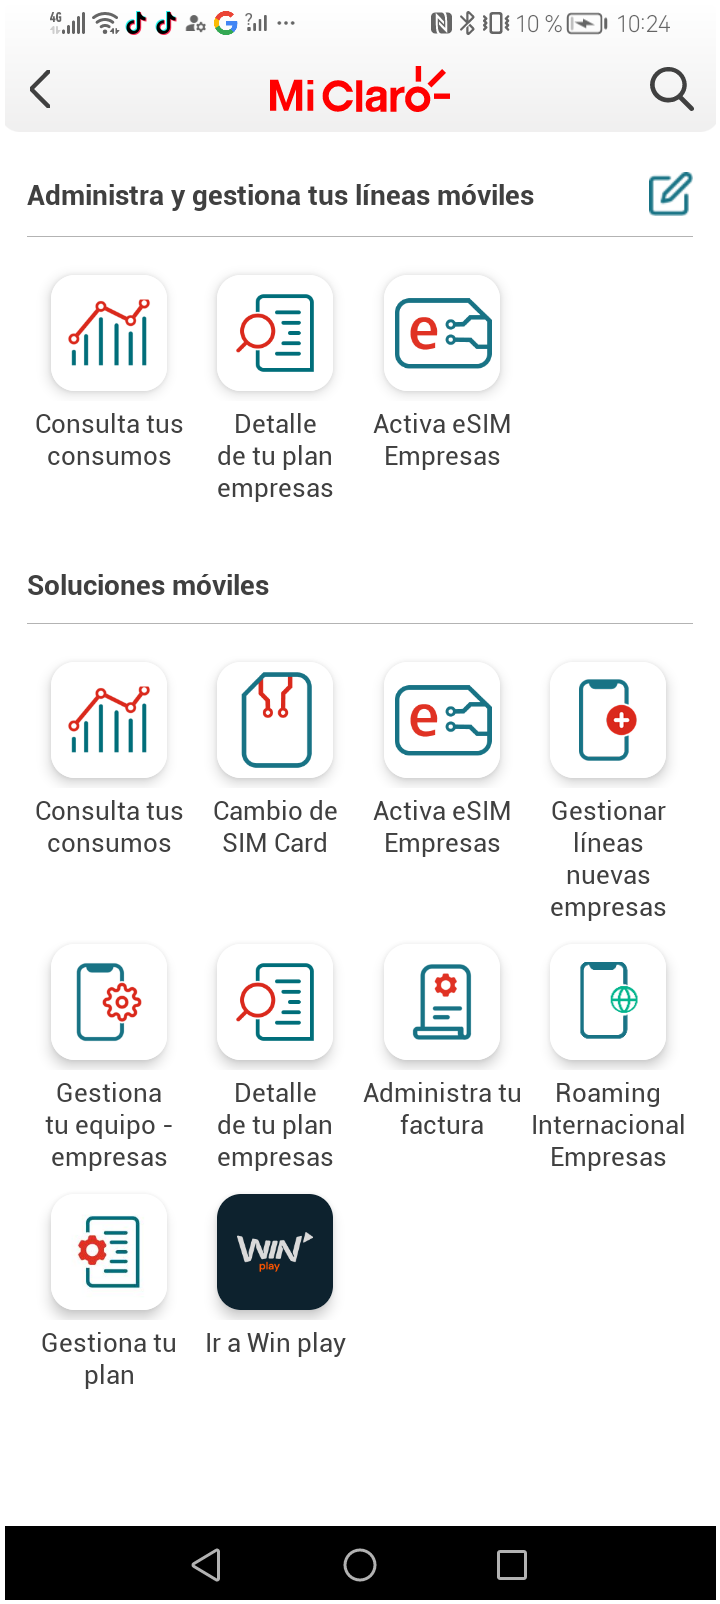 4G ? 10 % 10:24
Mi Claro
Administra y gestiona tus líneas móviles
e
Consulta tus
consumos
Detalle
de tu plan
empresas
Activa eSIM
Empresas
Soluciones móviles
e
Consulta tus
consumos
Cambio de
SIM Card
Activa eSIM
Empresas
Gestionar
líneas
nuevas
empresas
Gestiona
tu equipo -
empresas
Detalle
de tu plan
empresas
Administra tu
factura
Roaming
Internacional
Empresas
WIN
play
Gestiona tu
plan
Ir a Win play